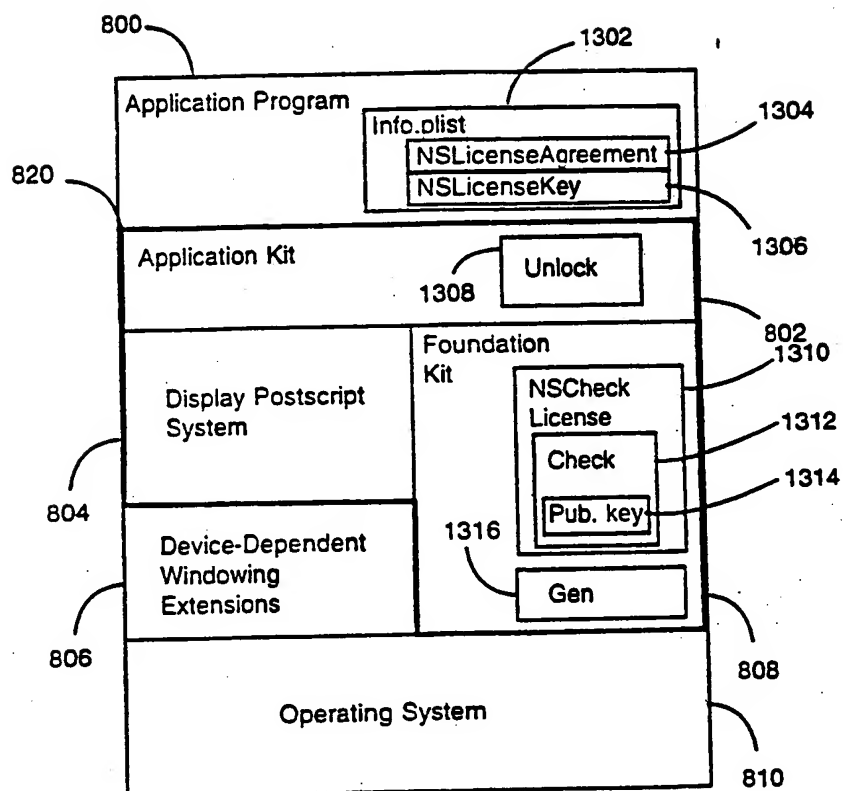 800
1302
Application Program
Info.plist
1304
NSLicenseAgreement
820
NSLicenseKey
1306
Application Kit
Unlock
1308
802
Foundation
Kit
1310
NSCheck
License
Display Postscript
System
1312
Check
1314
Pub. key
804
1316
Device-Dependent
Windowing
Extensions
Gen
806
808
Operating System
810